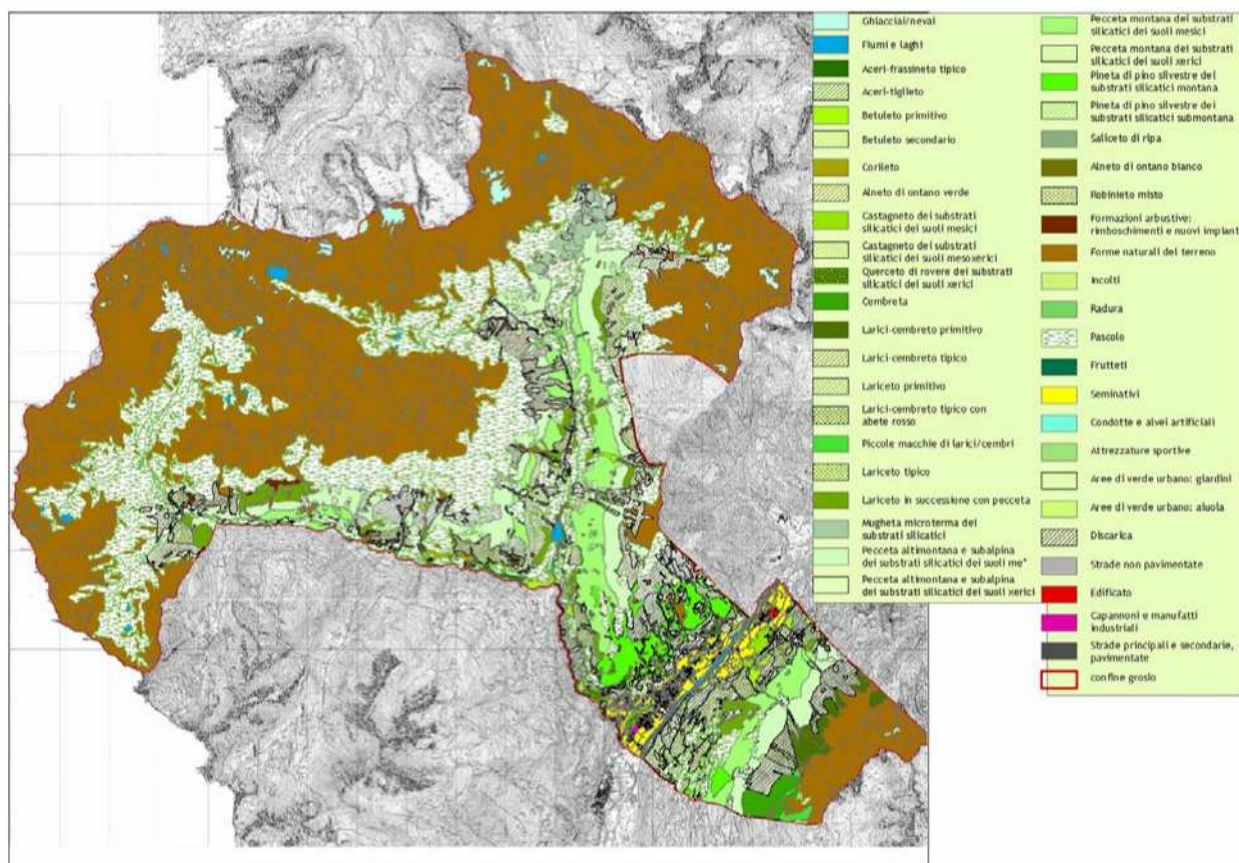 Ghiacciai/nevai
Fiumi e laghi
Aceri-frassineto tipico
Aceri-tiglieto
Betuleto primitivo
Betuleto secondario
Corileto
Alneto di ontano verde
Castagneto dei substrati
silicatici dei suoli mesici
Castagneto dei substrati
silicatici dei suoli mesoxerici
Querceto di rovere dei substrati
silicatici dei suoli xerici
Cembreta
Larici-cembreto primitivo
Larici-cembreto tipico
Lariceto primitivo
Larici-cembreto tipico con
abete rosso
Piccole macchie di larici/cembri
Lariceto tipico
Lariceto in successione con pecceta
Mugheta microterma dei
substrati silicatici
Pecceta altimontana e subalpina
dei substrati silicatici dei suoli me*
Pecceta altimontana e subalpina
dei substrati silicatici dei suoli xerici
Pecceta montana dei substrati
silicatici dei suoli mesici
Pecceta montana dei substrati
silicatici dei suoli xerici
Pineta di pino silvestre dei
substrati silicatici montana
Pineta di pino silvestre dei
substrati silicatici submontana
Saliceto di ripa
Alneto di ontano bianco
Robinieto misto
Formazioni arbustive:
rimboschimenti e nuovi impiant
Forme naturali del terreno
Incolti
Radura
Pascolo
Frutteti
Seminativi
Condotte e alvei artificiali
Attrezzature sportive
Aree di verde urbano: giardini
Aree di verde urbano: aiuola
Discarica
Strade non pavimentate
Edificato
Capannoni e manufatti
industriali
Strade principali e secondarie,
pavimentate
confine grosio